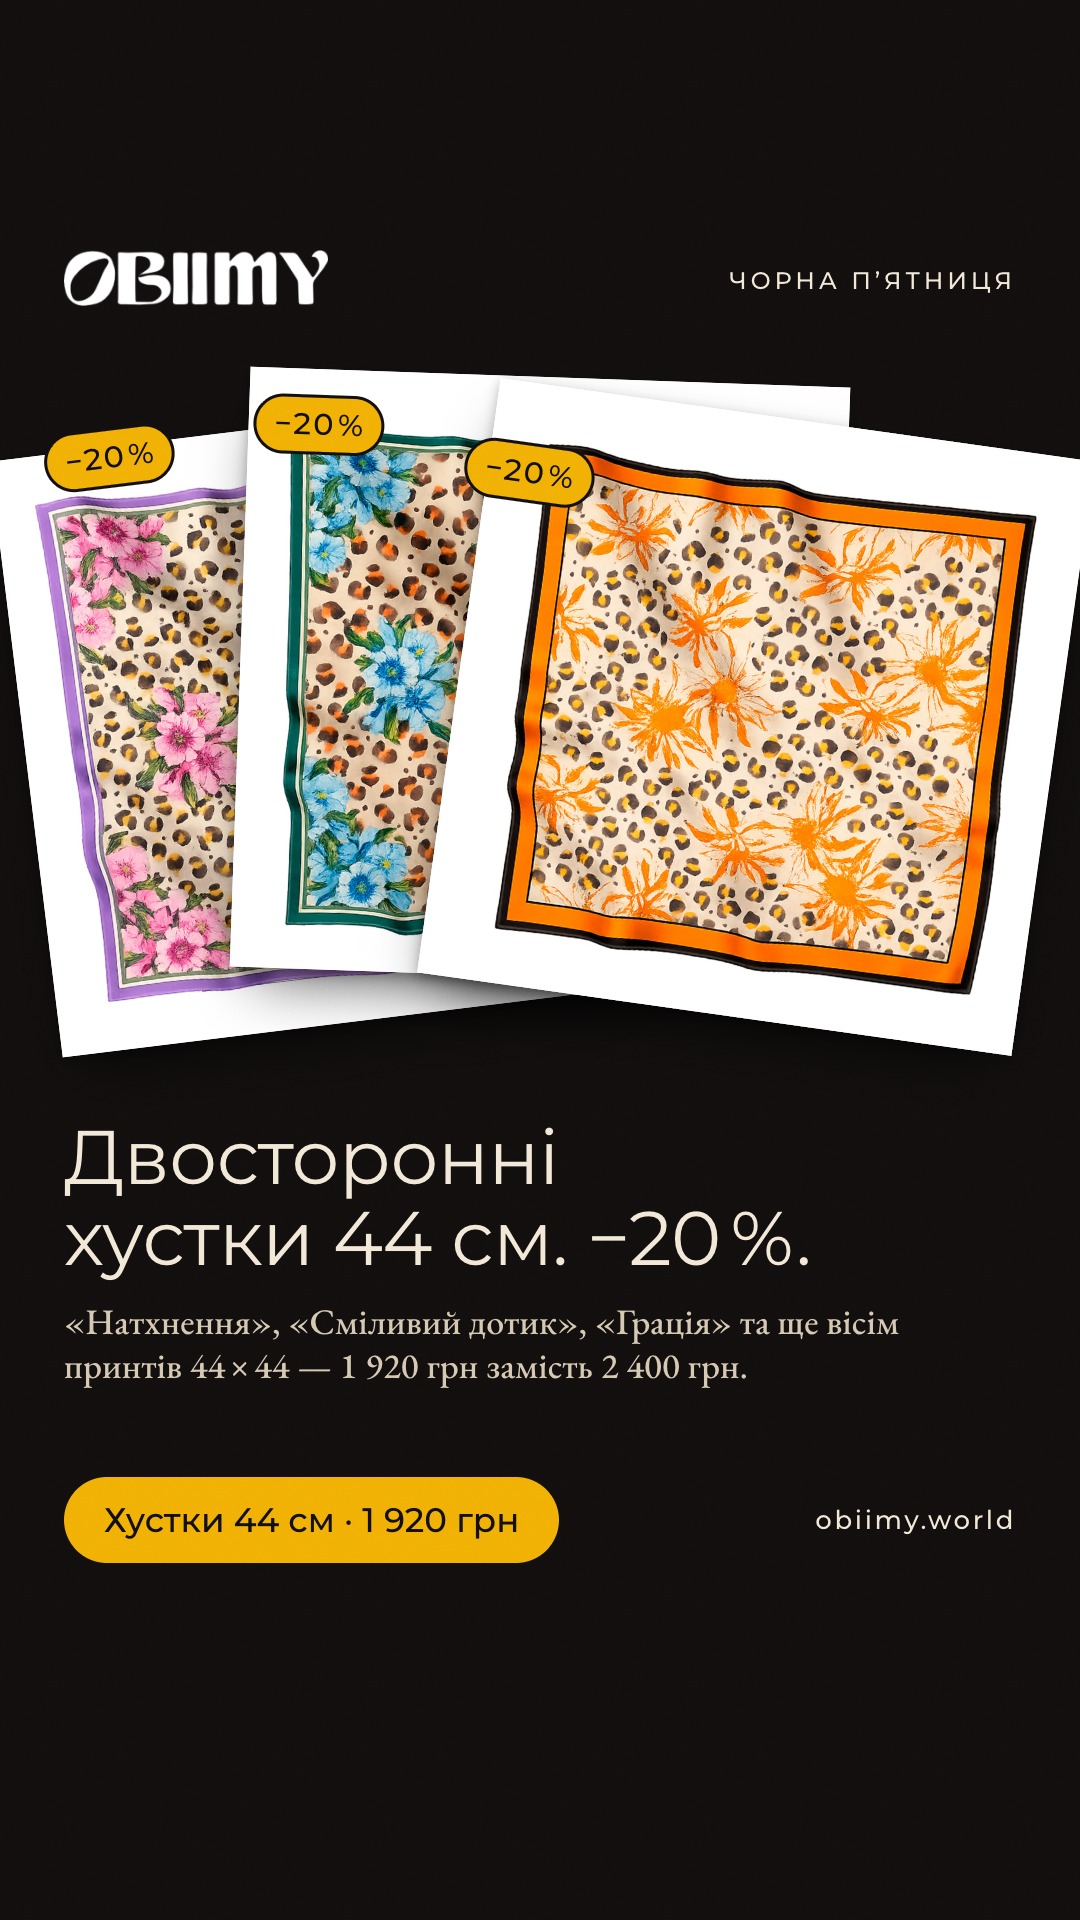 OBIIMY
ЧОРНА П’ЯТНИЦЯ
−20 %
−20 %
−20 %
Двосторонні
хустки 44 см. −20 %.
«Натхнення», «Сміливий дотик», «Грація» та ще вісім
принтів 44 × 44 — 1 920 грн замість 2 400 грн.
Хустки 44 см · 1 920 грн
obiimy.world